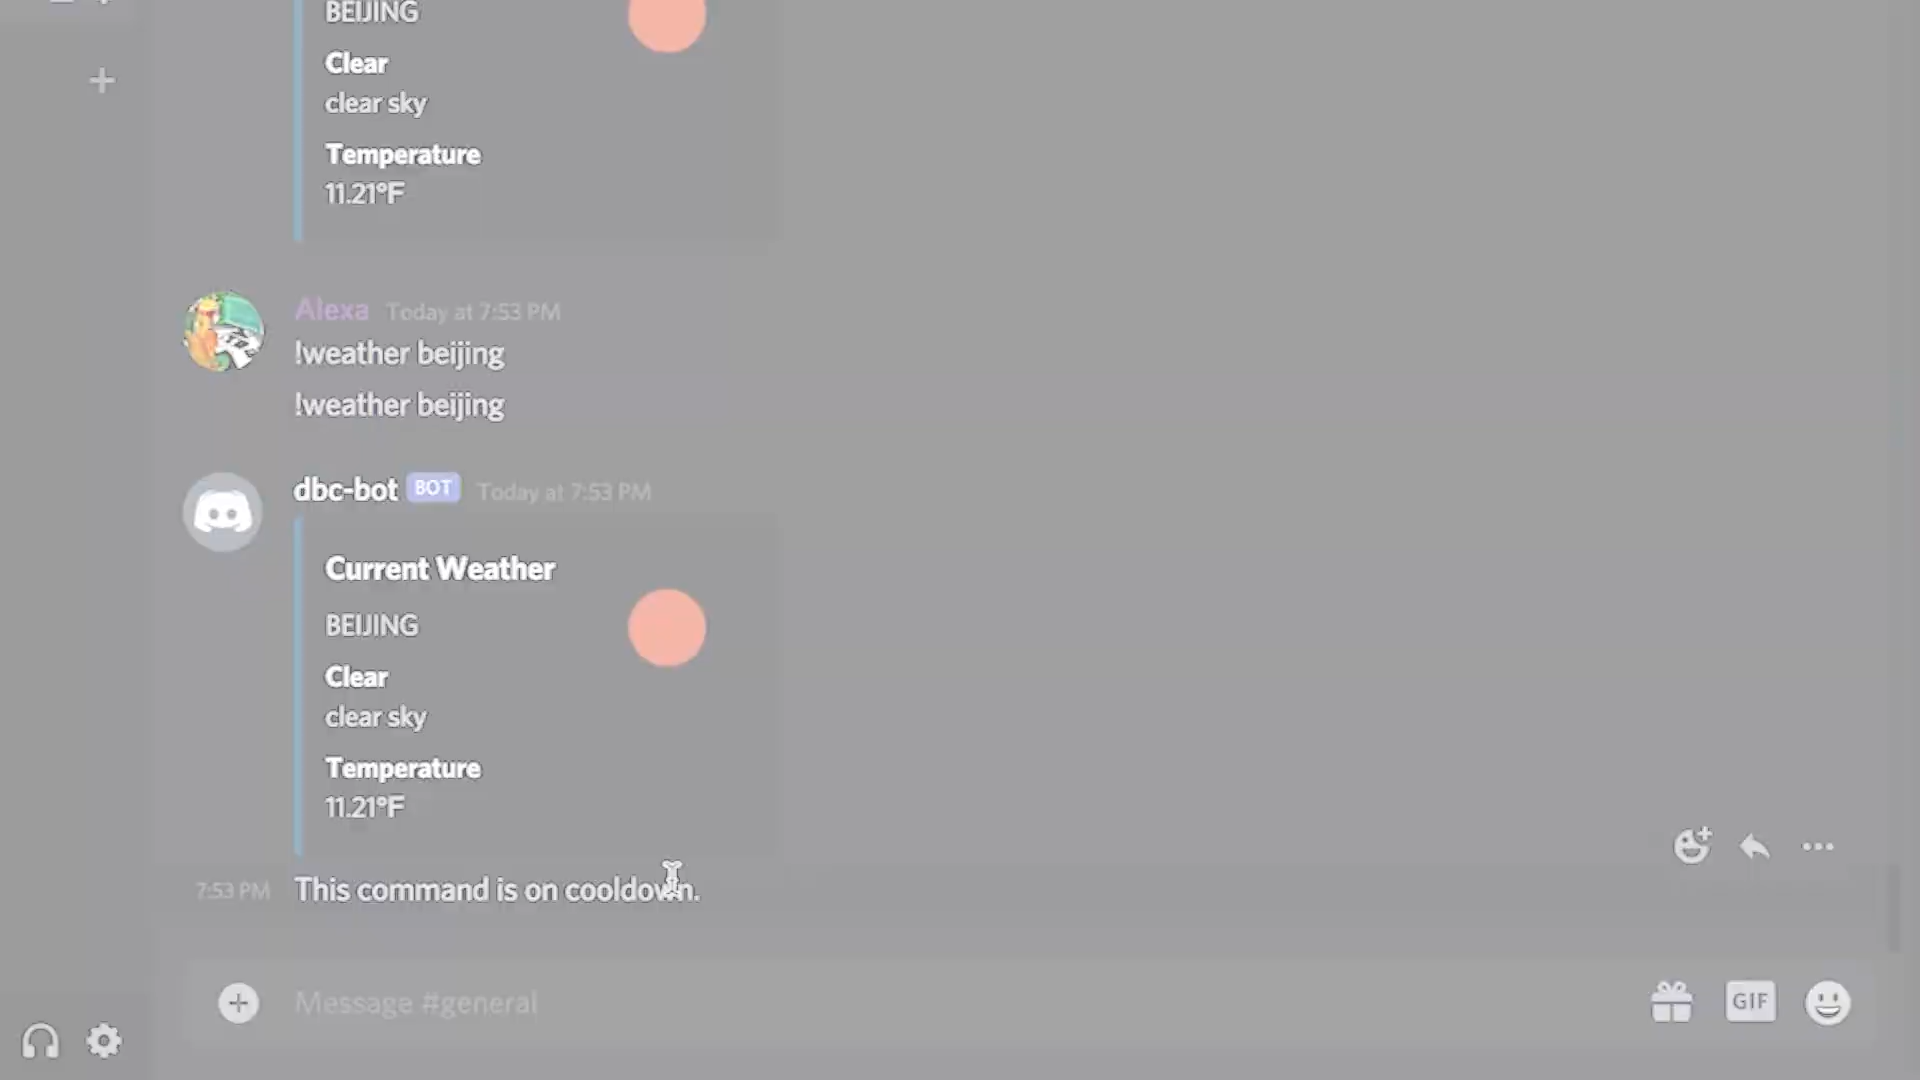 BEIJING
Clear
clear sky
Temperature
11.21°F
Alexa Today at 7:53 PM
!weather beijing
!weather beijing
dbc-bot BOT Today at 7:53 PM
Current Weather
BEIJING
Clear
clear sky
Temperature
11.21°F
7:53 PM This command is on cooldown.
Message #general
GIF